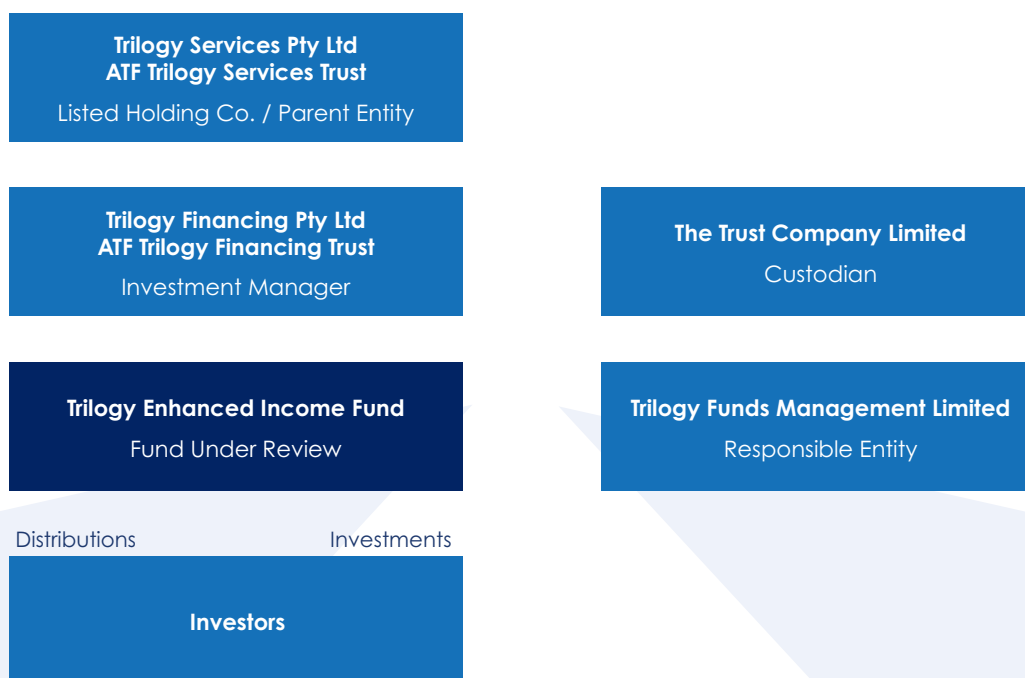 Trilogy Services Pty Ltd
ATF Trilogy Services Trust
Listed Holding Co. / Parent Entity
Trilogy Financing Pty Ltd
ATF Trilogy Financing Trust
Investment Manager
The Trust Company Limited
Custodian
Trilogy Enhanced Income Fund
Fund Under Review
Trilogy Funds Management Limited
Responsible Entity
Distributions
Investments
Investors